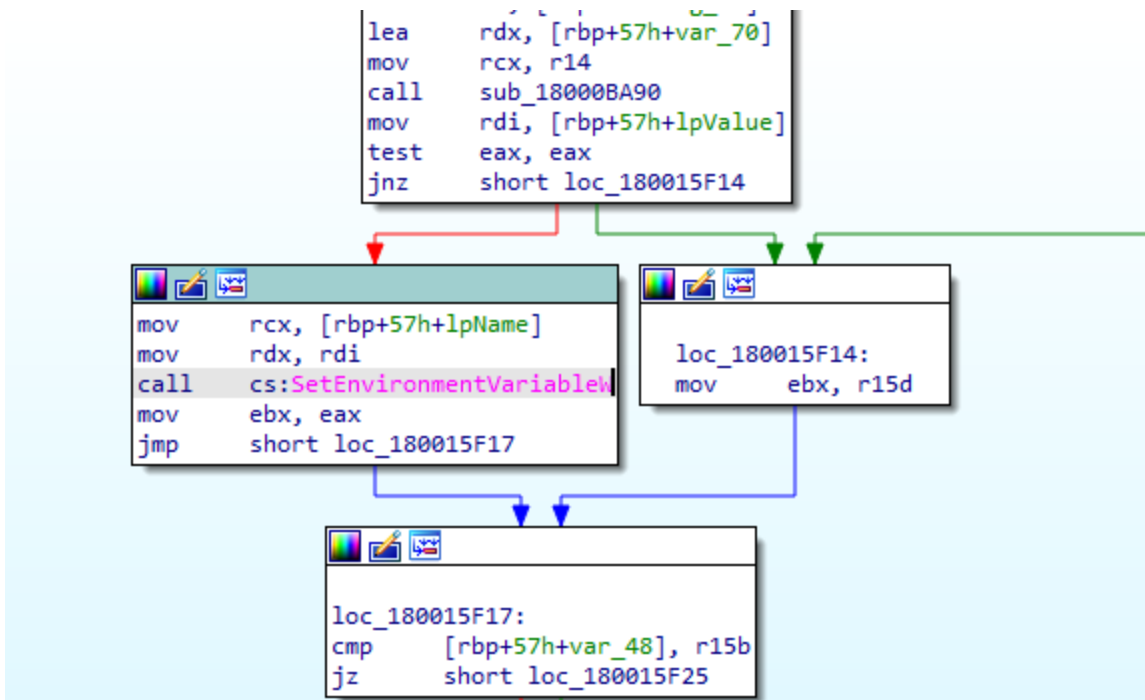 lea rdx, [rbp+57h+var_70]
mov rcx, r14
call sub_18000BA90
mov rdi, [rbp+57h+lpValue]
test eax, eax
jnz short loc_180015F14
mov rcx, [rbp+57h+lpName]
mov rdx, rdi
call cs:SetEnvironmentVariableW
mov ebx, eax
jmp short loc_180015F17
loc_180015F14:
mov ebx, r15d
loc_180015F17:
cmp [rbp+57h+var_48], r15b
jz short loc_180015F25